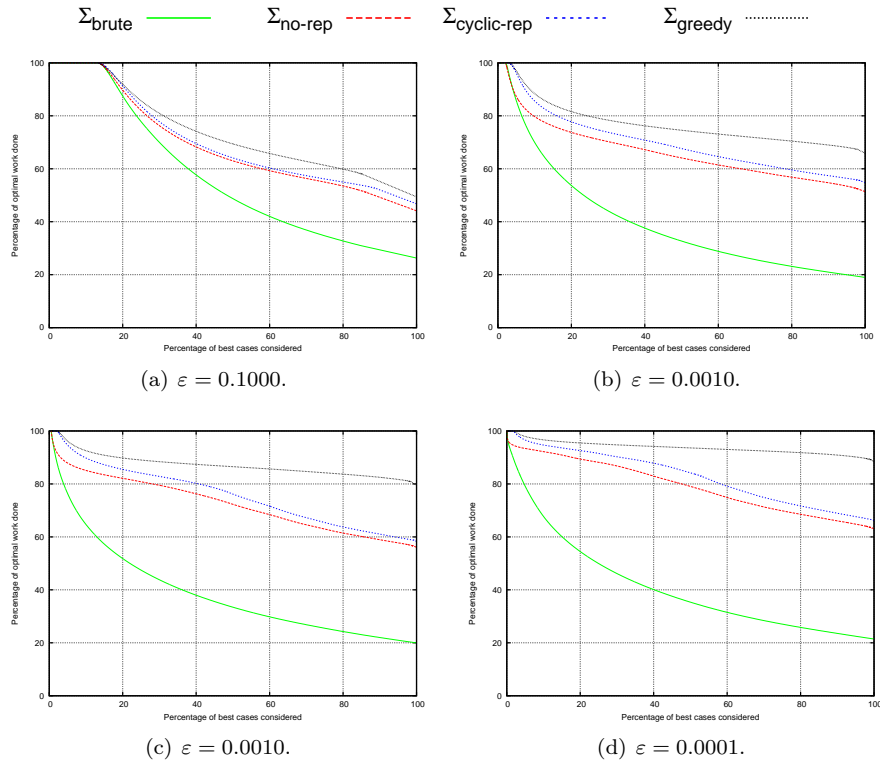 Σbrute Σno-rep Σcyclic-rep Σgreedy
100
80
60
40
20
0
Percentage of optimal work done
0 20 40 60 80 100
Percentage of best cases considered
(a) ε = 0.1000.
100
80
60
40
20
0
Percentage of optimal work done
0 20 40 60 80 100
Percentage of best cases considered
(b) ε = 0.0010.
100
80
60
40
20
0
Percentage of optimal work done
0 20 40 60 80 100
Percentage of best cases considered
(c) ε = 0.0010.
100
80
60
40
20
0
Percentage of optimal work done
0 20 40 60 80 100
Percentage of best cases considered
(d) ε = 0.0001.